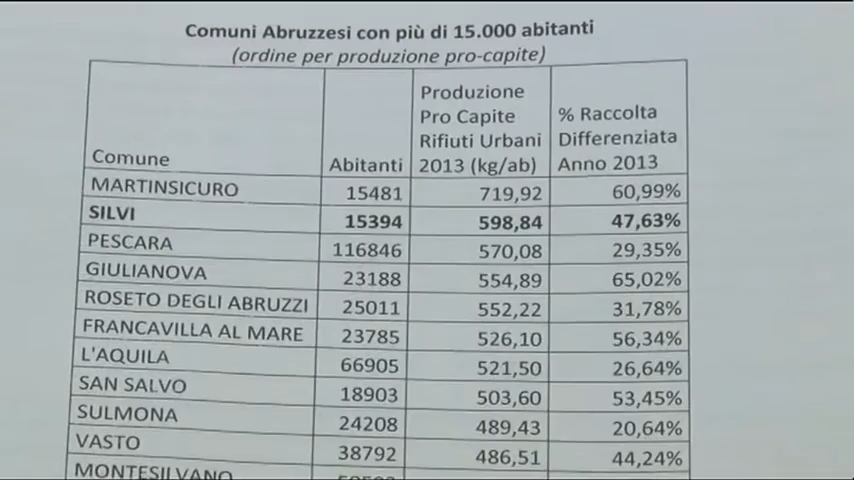 Comuni Abruzzesi con più di 15.000 abitanti
(ordine per produzione pro-capite)
Comune Abitanti Produzione Pro Capite Rifiuti Urbani 2013 (kg/ab) % Raccolta Differenziata Anno 2013
MARTINSICURO 15481 719,92 60,99%
SILVI 15394 598,84 47,63%
PESCARA 116846 570,08 29,35%
GIULIANOVA 23188 554,89 65,02%
ROSETO DEGLI ABRUZZI 25011 552,22 31,78%
FRANCAVILLA AL MARE 23785 526,10 56,34%
L'AQUILA 66905 521,50 26,64%
SAN SALVO 18903 503,60 53,45%
SULMONA 24208 489,43 20,64%
VASTO 38792 486,51 44,24%
MONTESILVANO